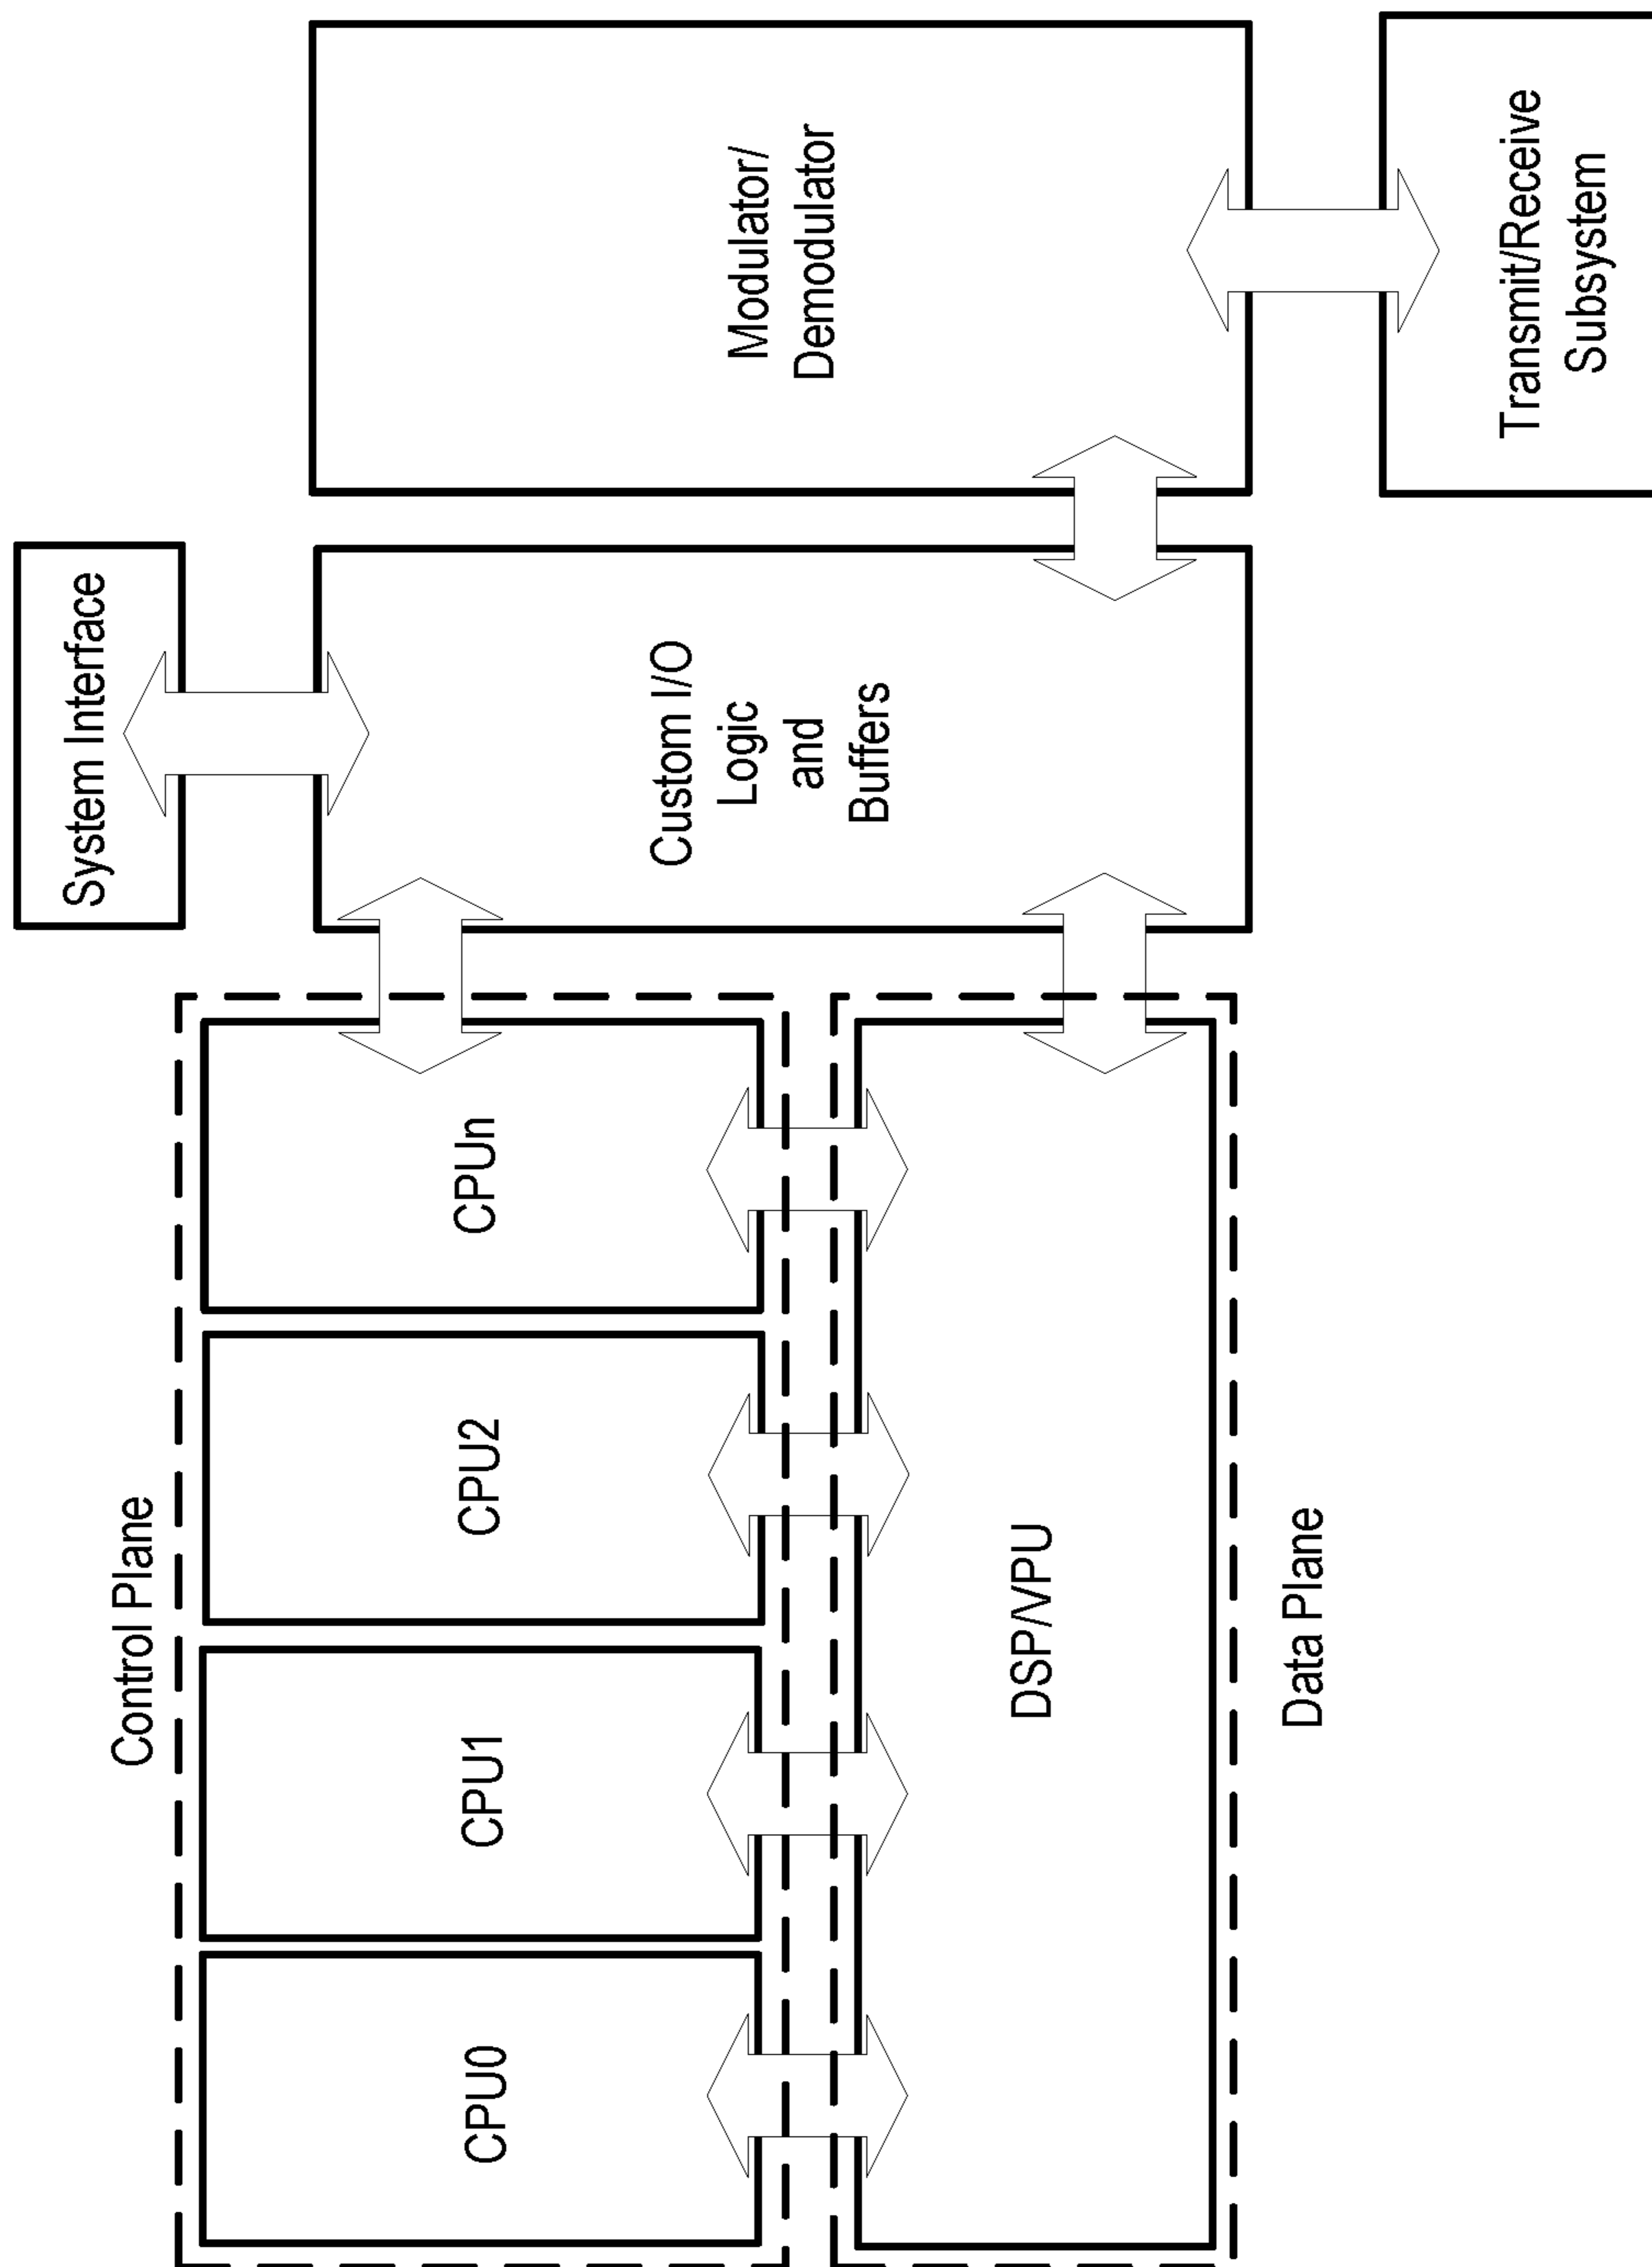 System Interface
Control Plane
CPU0
CPU1
CPU2
CPUn
Custom I/O
Logic
and
Buffers
Modulator/
Demodulator
DSP/VPU
Data Plane
Transmit/Receive
Subsystem